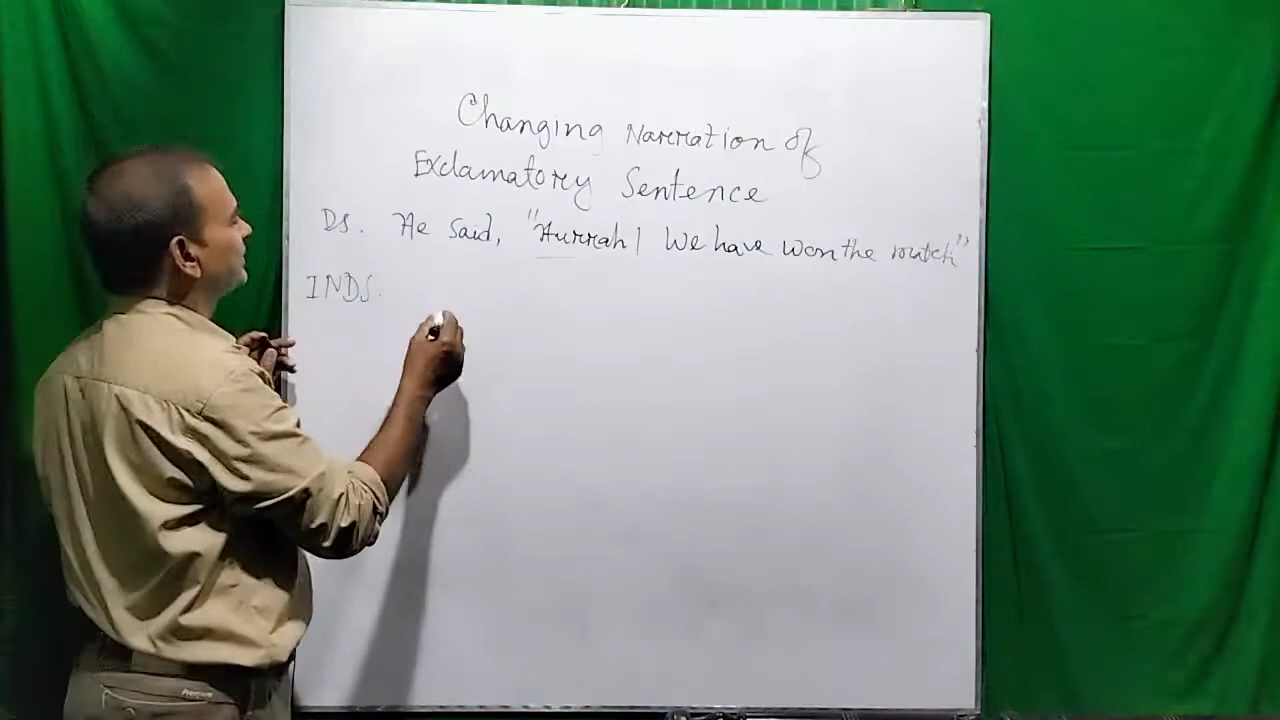 Changing Narration of
Exclamatory Sentence
DS. He said, "Hurrah! We have won the match"
INDS.